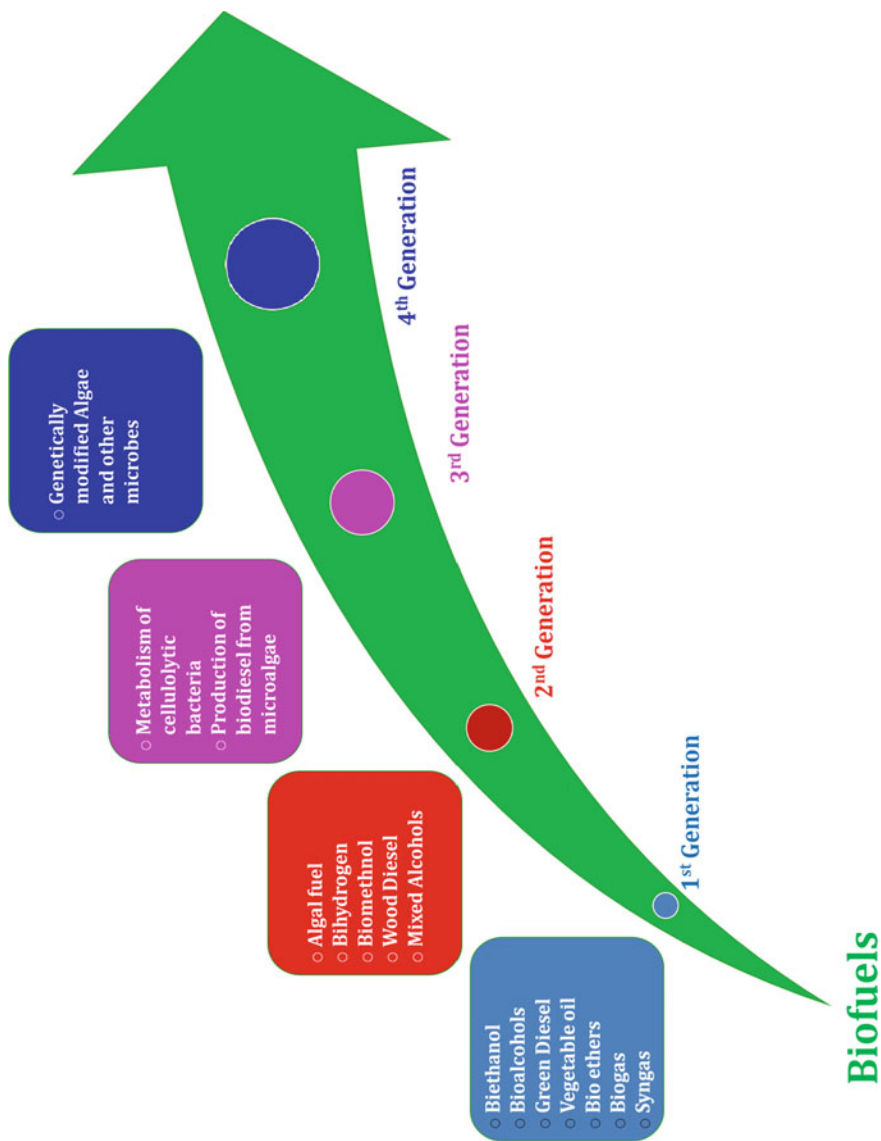 Biofuels
○ Biethanol
○ Bioalcohols
○ Green Diesel
○ Vegetable oil
○ Bio ethers
○ Biogas
○ Syngas
1st Generation
○ Algal fuel
○ Bihydrogen
○ Biomethnol
○ Wood Diesel
○ Mixed Alcohols
2nd Generation
○ Metabolism of
cellulolytic
bacteria
○ Production of
biodiesel from
microalgae
3rd Generation
○ Genetically
modified Algae
and other
microbes
4th Generation